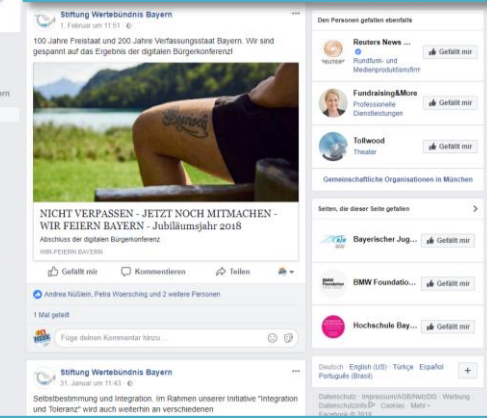 Stiftung Wertebündnis Bayern
1. Februar um 11:51
100 Jahre Freistaat und 200 Jahre Verfassungsstaat Bayern. Wir sind
gespannt auf das Ergebnis der digitalen Bürgerkonferenz!
Boarisch
NICHT VERPASSEN - JETZT NOCH MITMACHEN -
WIR FEIERN BAYERN - Jubiläumsjahr 2018
Abschluss der digitalen Bürgerkonferenz
WIR-FEIERN.BAYERN
Gefällt mir Kommentieren Teilen
Andrea Nüßlein, Petra Woersching und 2 weitere Personen
1 Mal geteilt
Füge deinen Kommentar hinzu ...
Stiftung Wertebündnis Bayern
31. Januar um 11:43
Selbstbestimmung und Integration. Im Rahmen unserer Initiative "Integration
und Toleranz" wird auch weiterhin an verschiedenen
ern
Den Personen gefallen ebenfalls
Reuters News ...
Rundfunk- und
Medienproduktionsfirm
Gefällt mir
Fundraising&More
Professionelle
Dienstleistungen
Gefällt mir
Tollwood
Theater
Gefällt mir
Gemeinschaftliche Organisationen in München
Seiten, die dieser Seite gefallen
Bayerischer Jug...
Gefällt mir
BMW Foundatio...
Gefällt mir
Hochschule Bay...
Gefällt mir
Deutsch · English (US) · Türkçe · Español ·
Português (Brasil)
Datenschutz · Impressum/AGB/NetzDG · Werbung ·
Datenschutzinfo · Cookies · Mehr
Facebook © 2018